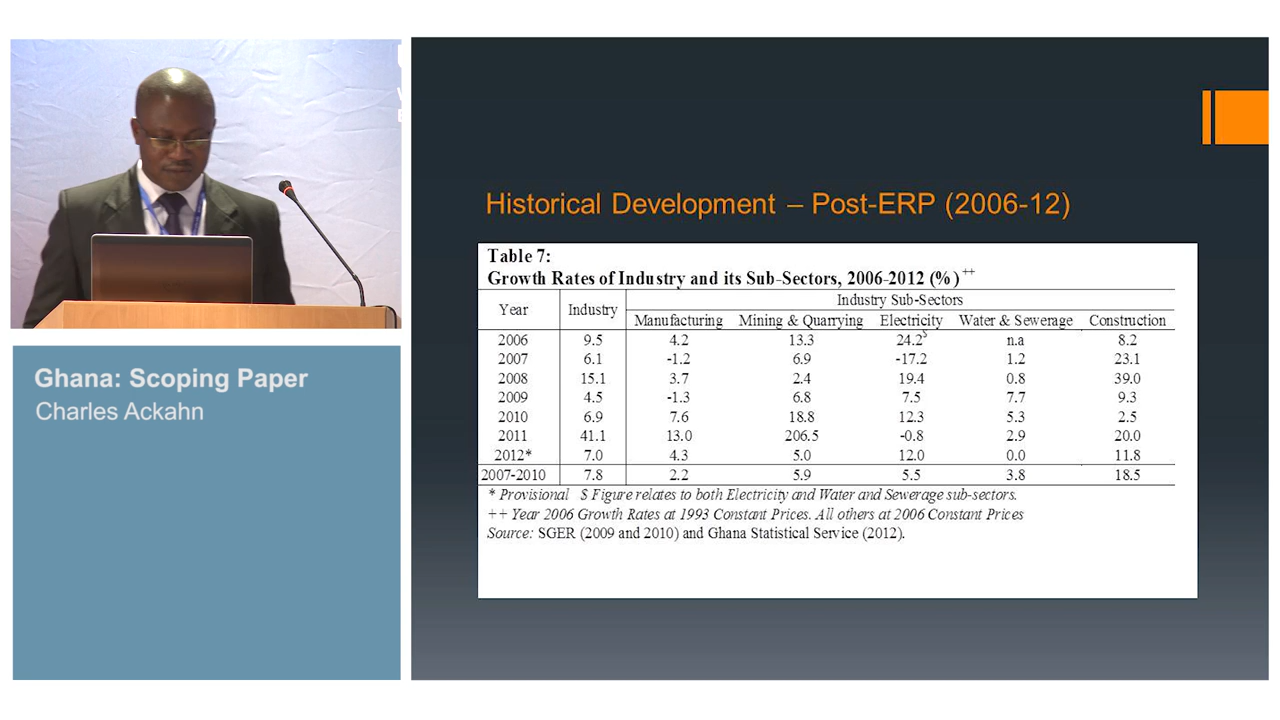 Ghana: Scoping Paper
Charles Ackahn
Historical Development – Post-ERP (2006-12)
Table 7:
Growth Rates of Industry and its Sub-Sectors, 2006-2012 (%) ++
Year Industry Industry Sub-Sectors
Manufacturing Mining & Quarrying Electricity Water & Sewerage Construction
2006 9.5 4.2 13.3 24.2$ n.a 8.2
2007 6.1 -1.2 6.9 -17.2 1.2 23.1
2008 15.1 3.7 2.4 19.4 0.8 39.0
2009 4.5 -1.3 6.8 7.5 7.7 9.3
2010 6.9 7.6 18.8 12.3 5.3 2.5
2011 41.1 13.0 206.5 -0.8 2.9 20.0
2012* 7.0 4.3 5.0 12.0 0.0 11.8
2007-2010 7.8 2.2 5.9 5.5 3.8 18.5
* Provisional $ Figure relates to both Electricity and Water and Sewerage sub-sectors.
++ Year 2006 Growth Rates at 1993 Constant Prices. All others at 2006 Constant Prices
Source: SGER (2009 and 2010) and Ghana Statistical Service (2012).